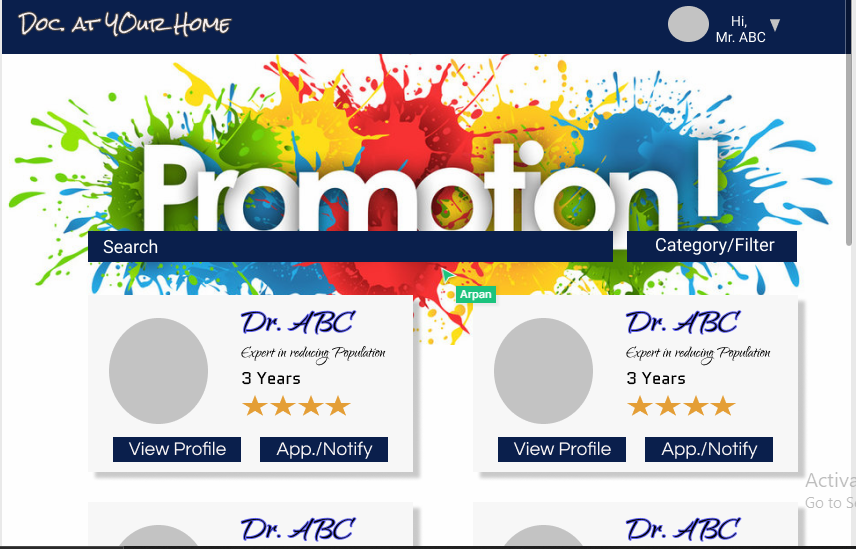 Doc. at YOur Home
Hi,
Mr. ABC
Promotion!
Search
Category/Filter
Arpan
Dr. ABC
Expert in reducing Population
3 Years
View Profile
App./Notify
Dr. ABC
Expert in reducing Population
3 Years
View Profile
App./Notify
Activa
Go to S
Dr. ABC
Dr. ABC